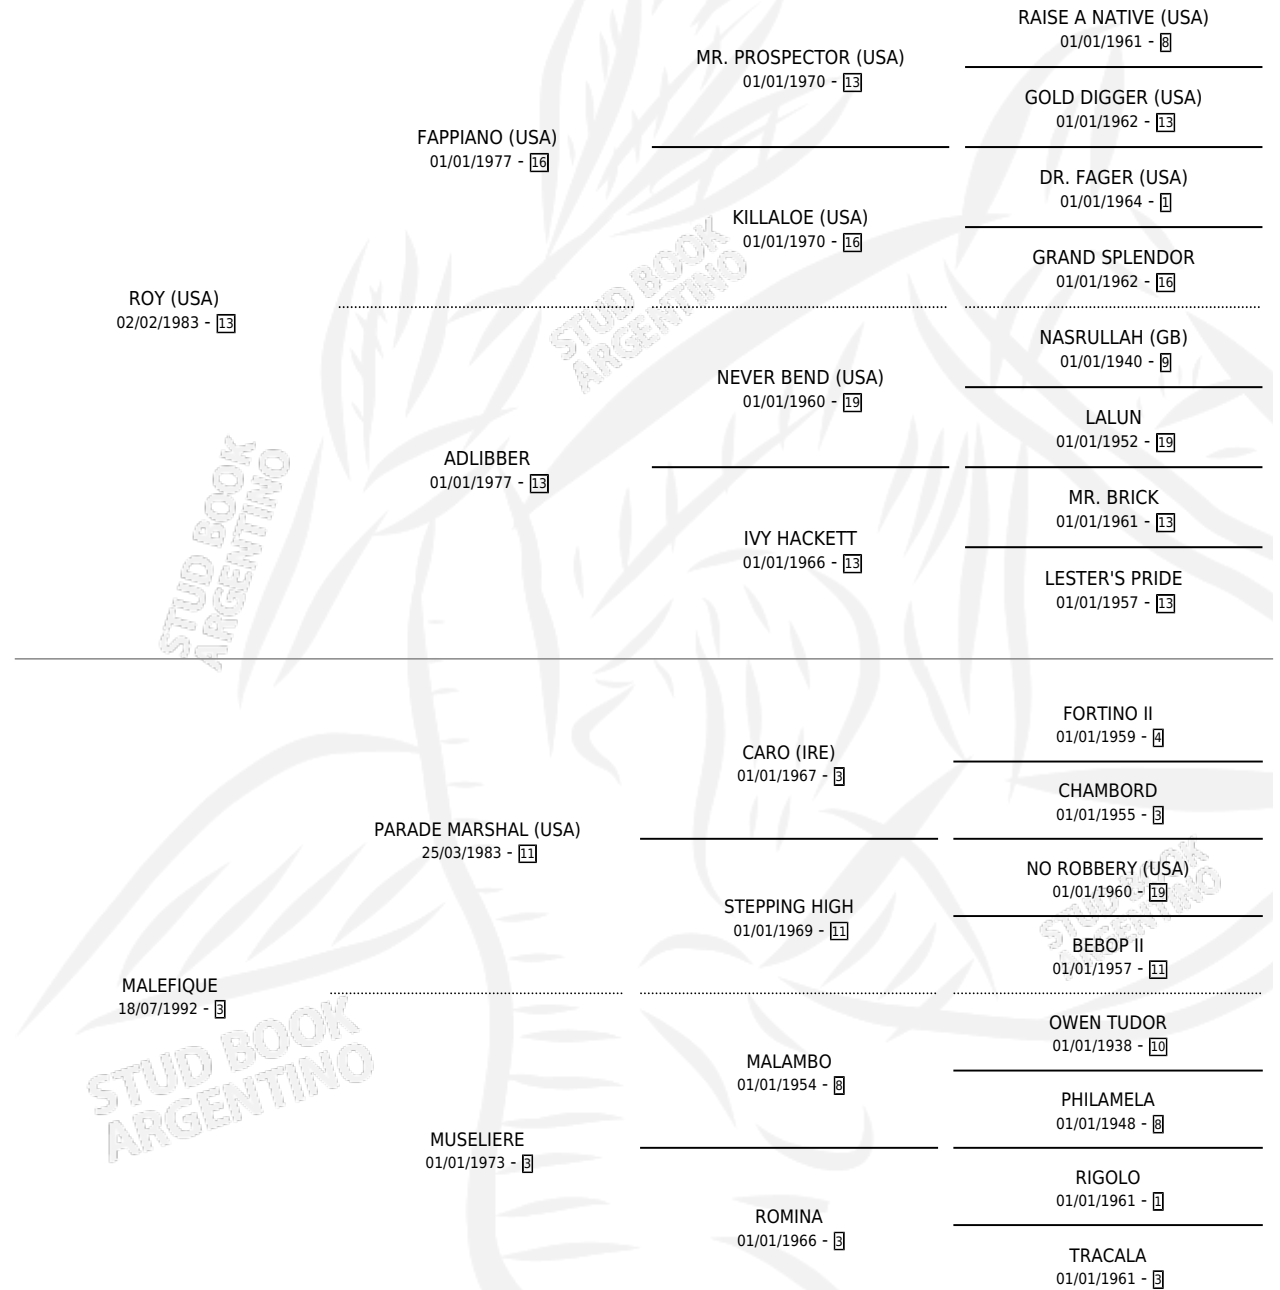 RAISE A NATIVE (USA)
01/01/1961 - 8
MR. PROSPECTOR (USA)
01/01/1970 - 13
GOLD DIGGER (USA)
01/01/1962 - 13
FAPPIANO (USA)
01/01/1977 - 16
DR. FAGER (USA)
01/01/1964 - 1
KILLALOE (USA)
01/01/1970 - 16
GRAND SPLENDOR
01/01/1962 - 16
ROY (USA)
02/02/1983 - 13
NASRULLAH (GB)
01/01/1940 - 9
NEVER BEND (USA)
01/01/1960 - 19
LALUN
01/01/1952 - 19
ADLIBBER
01/01/1977 - 13
MR. BRICK
01/01/1961 - 13
IVY HACKETT
01/01/1966 - 13
LESTER'S PRIDE
01/01/1957 - 13
FORTINO II
01/01/1959 - 4
CARO (IRE)
01/01/1967 - 3
CHAMBORD
01/01/1955 - 3
PARADE MARSHAL (USA)
25/03/1983 - 11
NO ROBBERY (USA)
01/01/1960 - 19
STEPPING HIGH
01/01/1969 - 11
BEBOP II
01/01/1957 - 11
MALEFIQUE
18/07/1992 - 3
OWEN TUDOR
01/01/1938 - 10
MALAMBO
01/01/1954 - 8
PHILAMELA
01/01/1948 - 8
MUSELIERE
01/01/1973 - 3
RIGOLO
01/01/1961 - 1
ROMINA
01/01/1966 - 3
TRACALA
01/01/1961 - 3
STUD BOOK
ARGENTINO
STUD BOOK
ARGENTINO
STUD BOOK
ARGENTINO
STUD BOOK
ARGENTINO